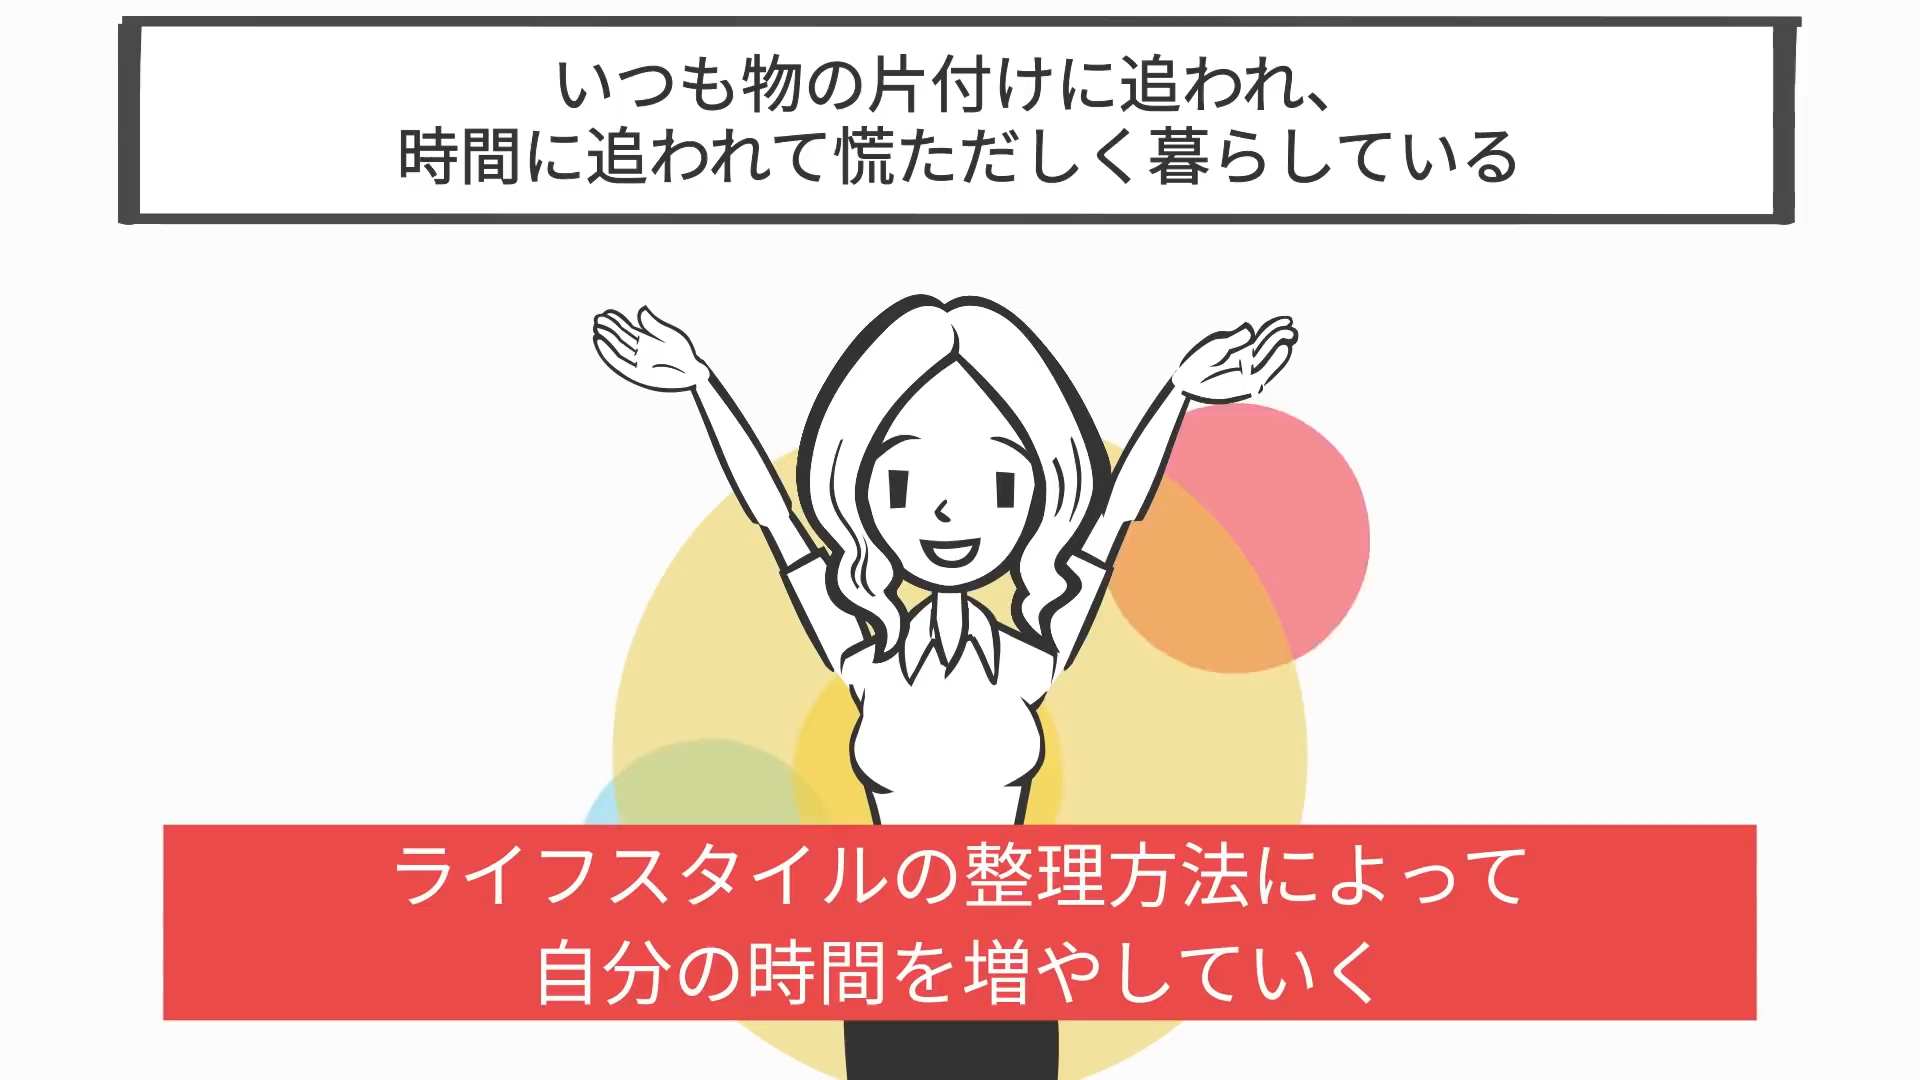 いつも物の片付けに追われ、
時間に追われて慌ただしく暮らしている
ライフスタイルの整理方法によって
自分の時間を増やしていく